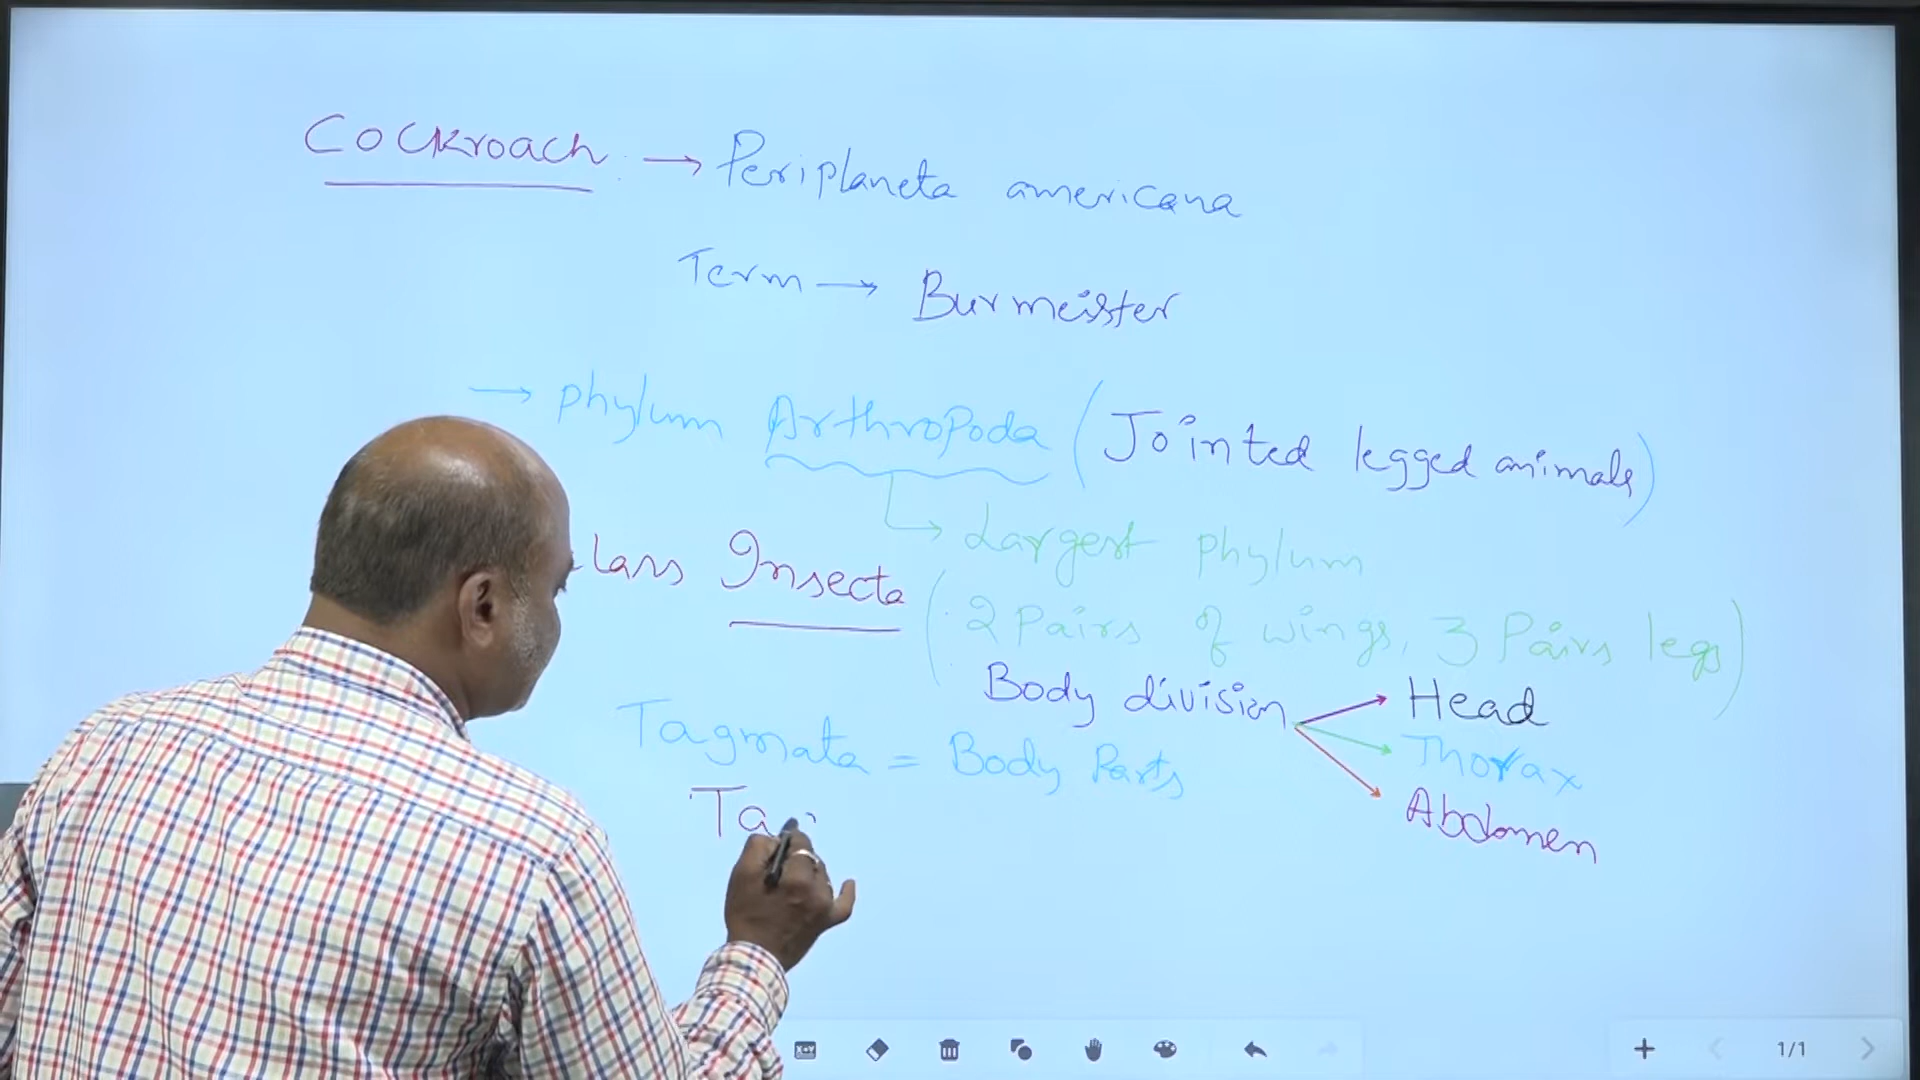 Cockroach → Periplaneta americana
Term → Burmeister
→ Phylum Arthropoda (Jointed legged animals)
→ Largest phylum
lass Insecta (2 Pairs of wings, 3 Pairs legs)
Body division
Head
Thorax
Abdomen
Tagmata = Body Parts
Ta
1/1